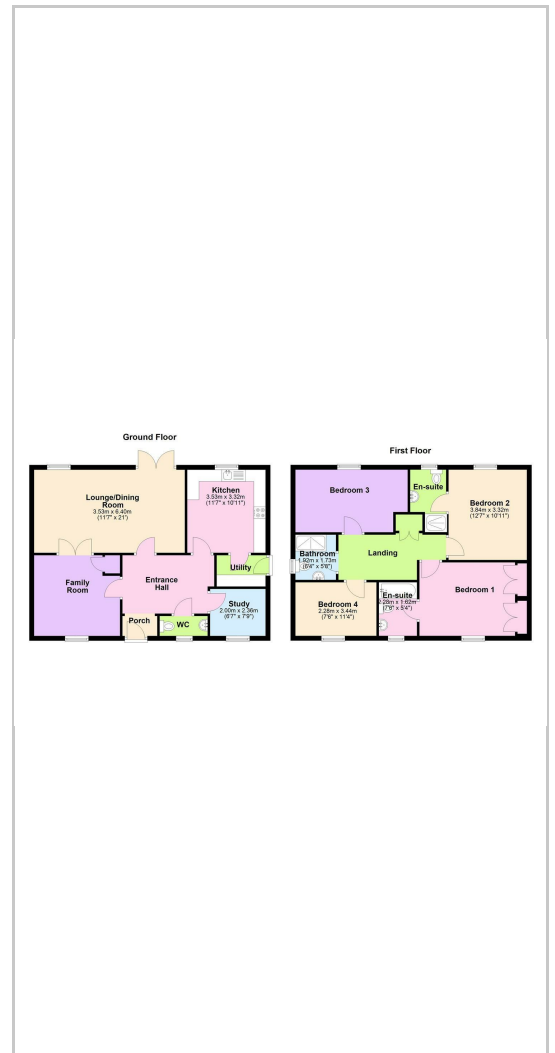 Ground Floor
Lounge/Dining
Room
3.53m x 6.40m
(11'7" x 21')
Kitchen
3.53m x 3.32m
(11'7" x 10'11")
Utility
Family
Room
Entrance
Hall
Study
2.00m x 2.36m
(6'7" x 7'9")
Porch
WC
First Floor
Bedroom 3
En-suite
Bedroom 2
3.84m x 3.32m
(12'7" x 10'11")
Bathroom
1.92m x 1.73m
(6'4" x 5'8")
Landing
Bedroom 4
2.28m x 3.44m
(7'6" x 11'4")
En-suite
2.28m x 1.62m
(7'6" x 5'4")
Bedroom 1